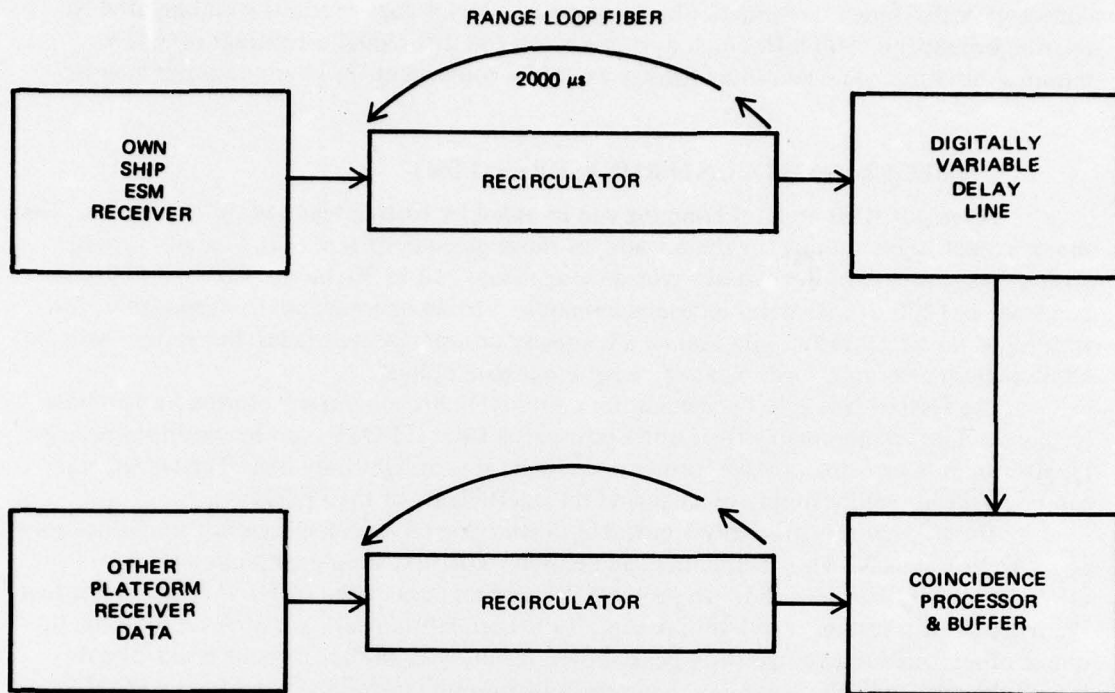 RANGE LOOP FIBER
2000 μs
OWN
SHIP
ESM
RECEIVER
RECIRCULATOR
DIGITALLY
VARIABLE
DELAY
LINE
OTHER
PLATFORM
RECEIVER
DATA
RECIRCULATOR
COINCIDENCE
PROCESSOR
& BUFFER